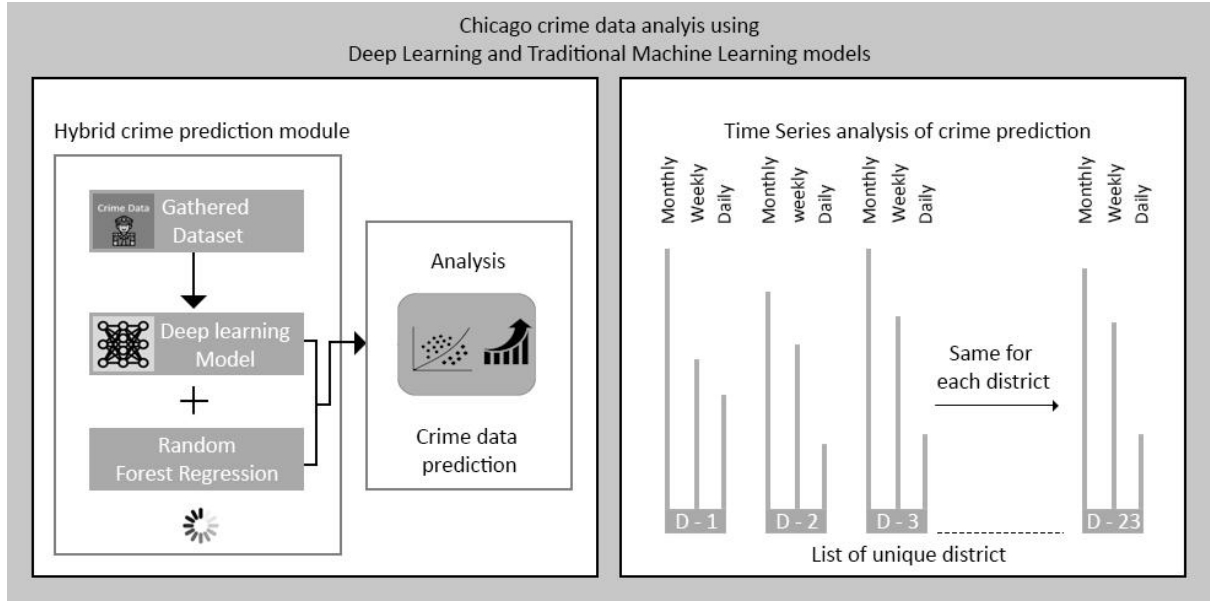 Chicago crime data analyis using
Deep Learning and Traditional Machine Learning models
Hybrid crime prediction module
Crime Data
Gathered
Dataset
Deep learning
Model
Random
Forest Regression
Analysis
Crime data
prediction
Time Series analysis of crime prediction
Monthly
Weekly
Daily
Monthly
weekly
Daily
Monthly
Weekly
Daily
Monthly
Weekly
Daily
Same for
each district
D - 1
D - 2
D - 3
D - 23
List of unique district